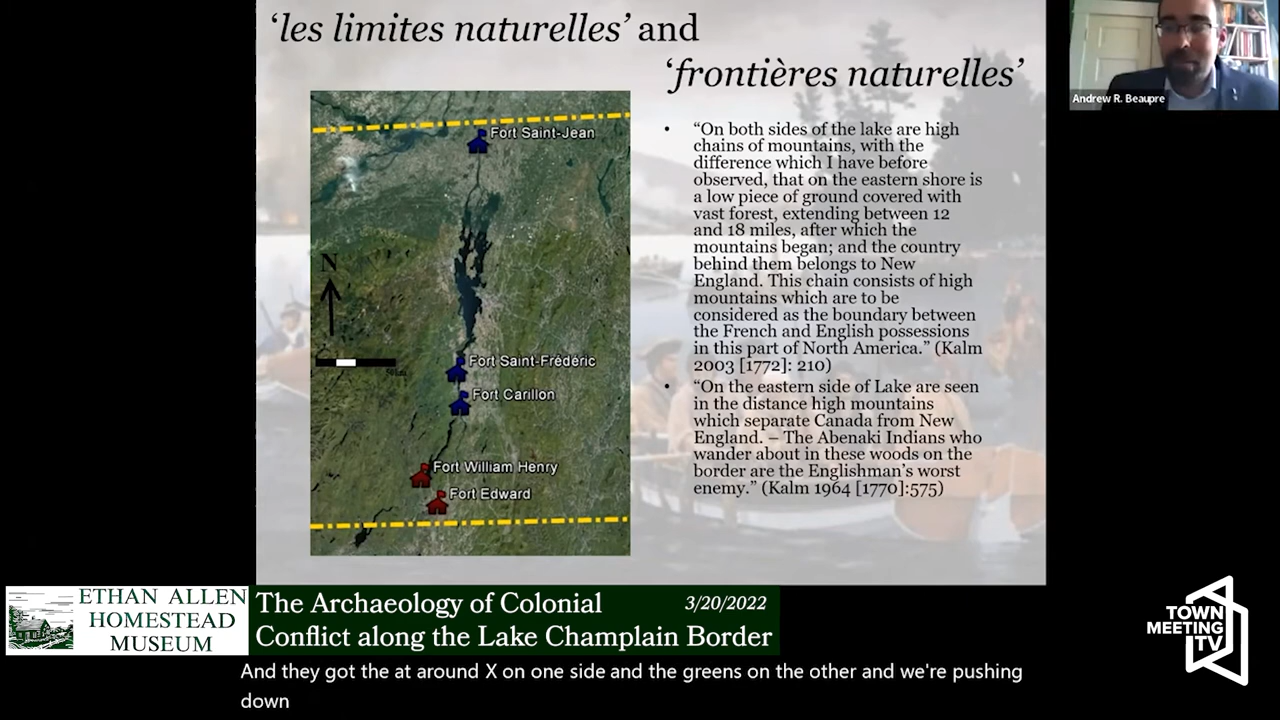 ‘les limites naturelles’ and
‘frontières naturelles’
Andrew R. Beaupre
Fort Saint-Jean
N
50km
Fort Saint-Frédéric
Fort Carillon
Fort William Henry
Fort Edward
• “On both sides of the lake are high
chains of mountains, with the
difference which I have before
observed, that on the eastern shore is
a low piece of ground covered with
vast forest, extending between 12
and 18 miles, after which the
mountains began; and the country
behind them belongs to New
England. This chain consists of high
mountains which are to be
considered as the boundary between
the French and English possessions
in this part of North America.” (Kalm
2003 [1772]: 210)
• “On the eastern side of Lake are seen
in the distance high mountains
which separate Canada from New
England. – The Abenaki Indians who
wander about in these woods on the
border are the Englishman’s worst
enemy.” (Kalm 1964 [1770]:575)
ETHAN ALLEN
HOMESTEAD
MUSEUM
The Archaeology of Colonial 3/20/2022
Conflict along the Lake Champlain Border
TOWN
MEETING
TV
And they got the at around X on one side and the greens on the other and we're pushing
down